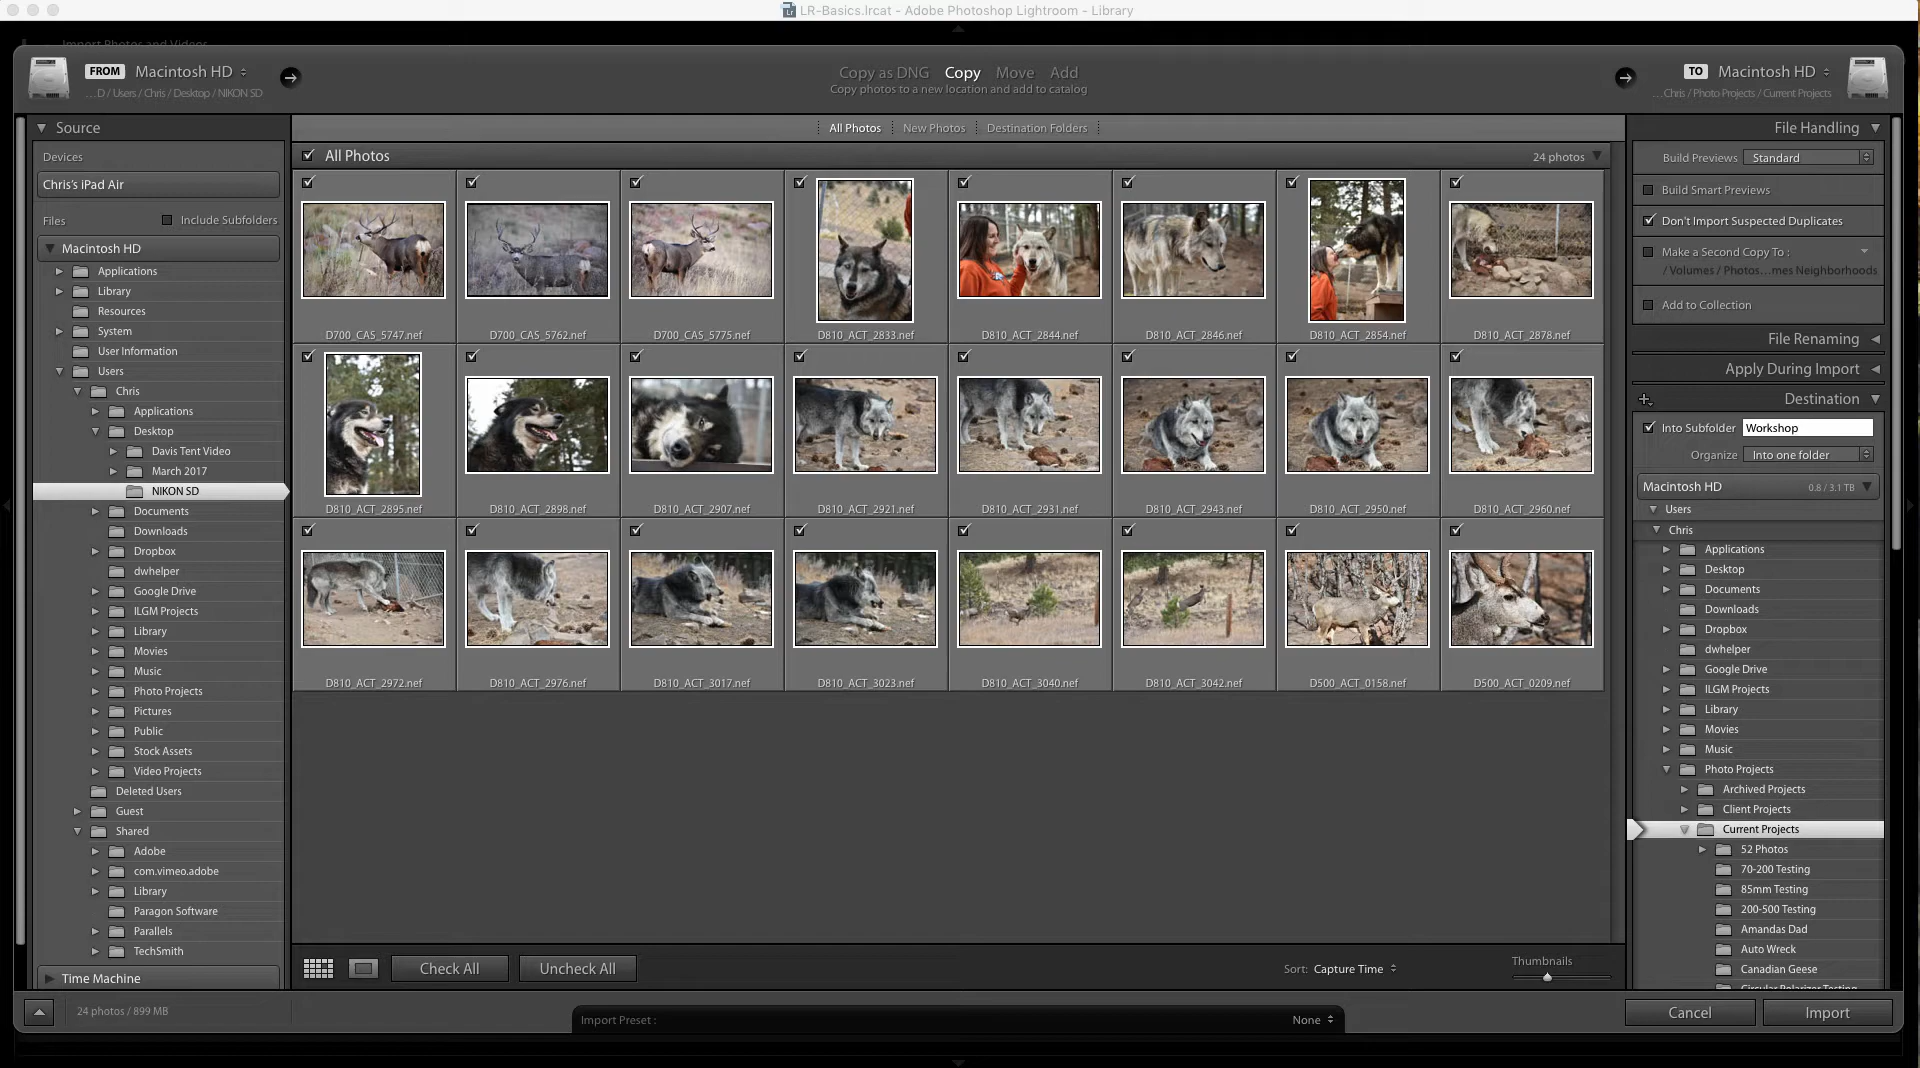 LR-Basics.lrcat - Adobe Photoshop Lightroom - Library
Import Photos and Videos
FROM Macintosh HD
...D / Users / Chris / Desktop / NIKON SD
Copy as DNG Copy Move Add
Copy photos to a new location and add to catalog
TO Macintosh HD
...Chris / Photo Projects / Current Projects
Source
Devices
Chris's iPad Air
Files Include Subfolders
Macintosh HD
Applications
Library
Resources
System
User Information
Users
Chris
Applications
Desktop
Davis Tent Video
March 2017
NIKON SD
Documents
Downloads
Dropbox
dwhelper
Google Drive
ILGM Projects
Library
Movies
Music
Photo Projects
Pictures
Public
Stock Assets
Video Projects
Deleted Users
Guest
Shared
Adobe
com.vimeo.adobe
Library
Paragon Software
Parallels
TechSmith
Time Machine
24 photos / 899 MB
All Photos New Photos Destination Folders
All Photos 24 photos
D700_CAS_5747.nef D700_CAS_5762.nef D700_CAS_5775.nef D810_ACT_2833.nef D810_ACT_2844.nef D810_ACT_2846.nef D810_ACT_2854.nef D810_ACT_2878.nef
D810_ACT_2895.nef D810_ACT_2898.nef D810_ACT_2907.nef D810_ACT_2921.nef D810_ACT_2931.nef D810_ACT_2943.nef D810_ACT_2950.nef D810_ACT_2960.nef
D810_ACT_2972.nef D810_ACT_2976.nef D810_ACT_3017.nef D810_ACT_3023.nef D810_ACT_3040.nef D810_ACT_3042.nef D500_ACT_0158.nef D500_ACT_0209.nef
Check All Uncheck All Sort: Capture Time Thumbnails
Import Preset : None
File Handling
Build Previews Standard
Build Smart Previews
Don't Import Suspected Duplicates
Make a Second Copy To :
/ Volumes / Photos...mes Neighborhoods
Add to Collection
File Renaming
Apply During Import
Destination
Into Subfolder Workshop
Organize Into one folder
Macintosh HD 0.8 / 3.1 TB
Users
Chris
Applications
Desktop
Documents
Downloads
Dropbox
dwhelper
Google Drive
ILGM Projects
Library
Movies
Music
Photo Projects
Archived Projects
Client Projects
Current Projects
52 Photos
70-200 Testing
85mm Testing
200-500 Testing
Amandas Dad
Auto Wreck
Canadian Geese
Circular Polarizer Testing
Cancel Import